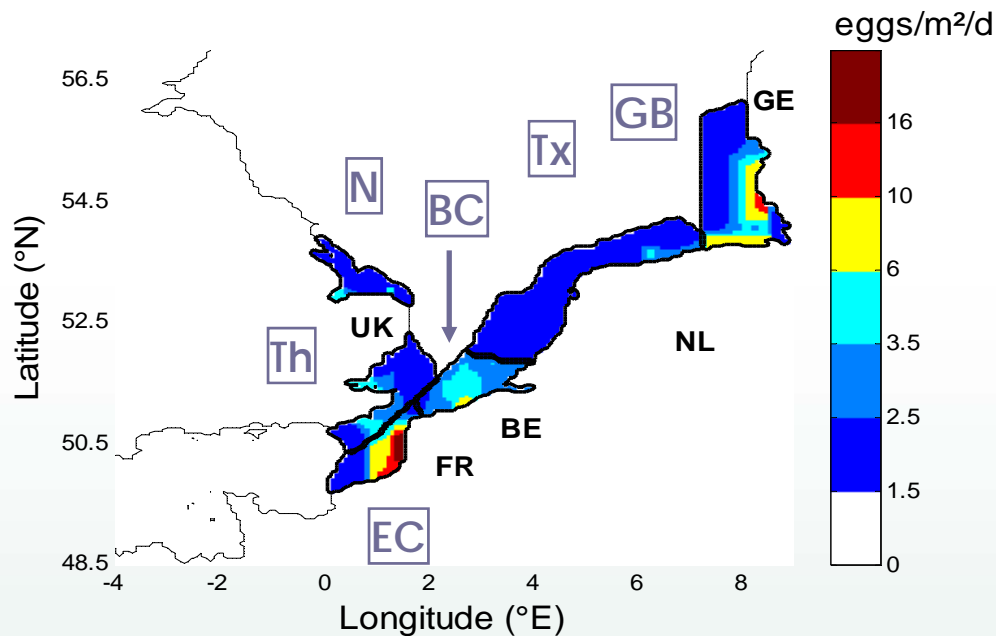 eggs/m²/d
56.5
54.5
52.5
50.5
48.5
Latitude (°N)
-4
-2
0
2
4
6
8
Longitude (°E)
GE
GB
Tx
N
BC
UK
Th
NL
BE
FR
EC
16
10
6
3.5
2.5
1.5
0